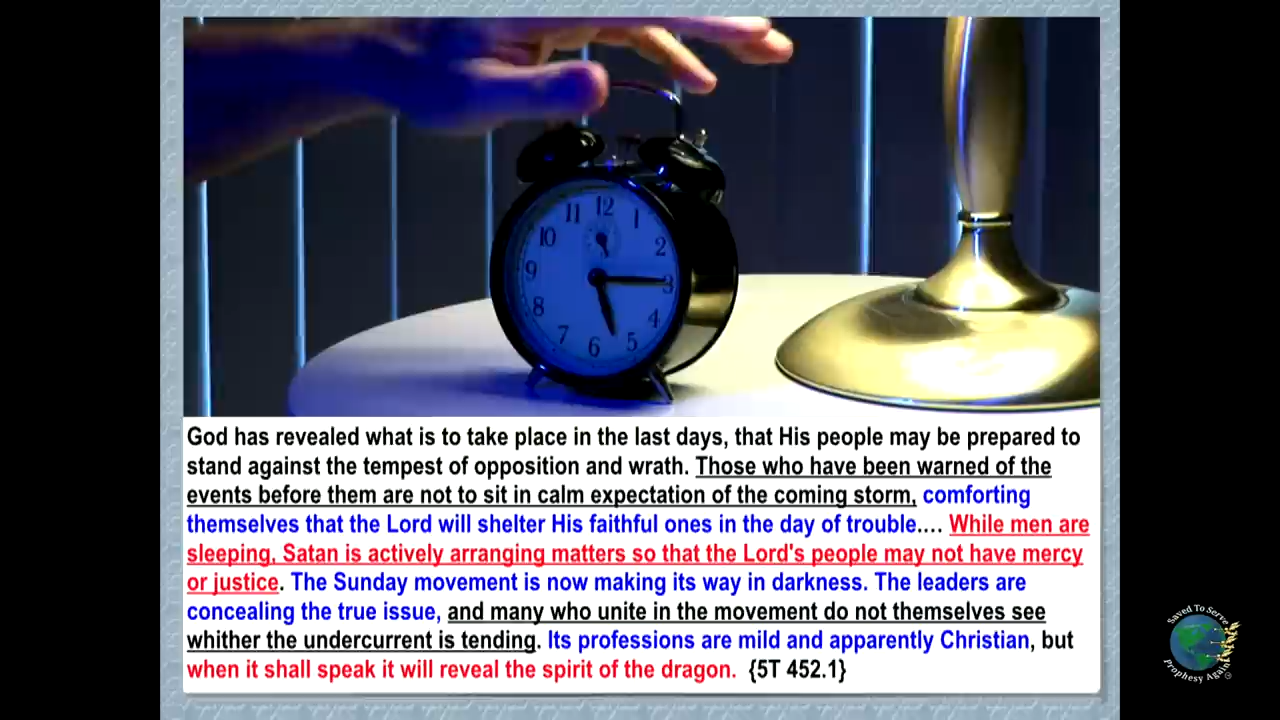 12
11
1
10
2
9
3
8
4
7
5
6
God has revealed what is to take place in the last days, that His people may be prepared to
stand against the tempest of opposition and wrath. Those who have been warned of the
events before them are not to sit in calm expectation of the coming storm, comforting
themselves that the Lord will shelter His faithful ones in the day of trouble.... While men are
sleeping, Satan is actively arranging matters so that the Lord's people may not have mercy
or justice. The Sunday movement is now making its way in darkness. The leaders are
concealing the true issue, and many who unite in the movement do not themselves see
whither the undercurrent is tending. Its professions are mild and apparently Christian, but
when it shall speak it will reveal the spirit of the dragon. {5T 452.1}
Saved To Serve
Prophesy Again